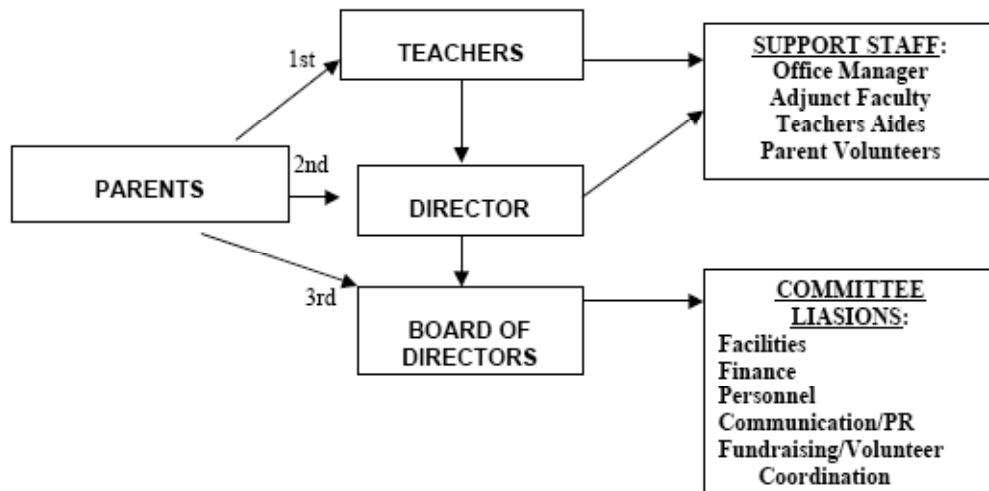 1st
TEACHERS
SUPPORT STAFF:
Office Manager
Adjunct Faculty
Teachers Aides
Parent Volunteers
PARENTS
2nd
DIRECTOR
3rd
BOARD OF
DIRECTORS
COMMITTEE
LIASIONS:
Facilities
Finance
Personnel
Communication/PR
Fundraising/Volunteer
Coordination